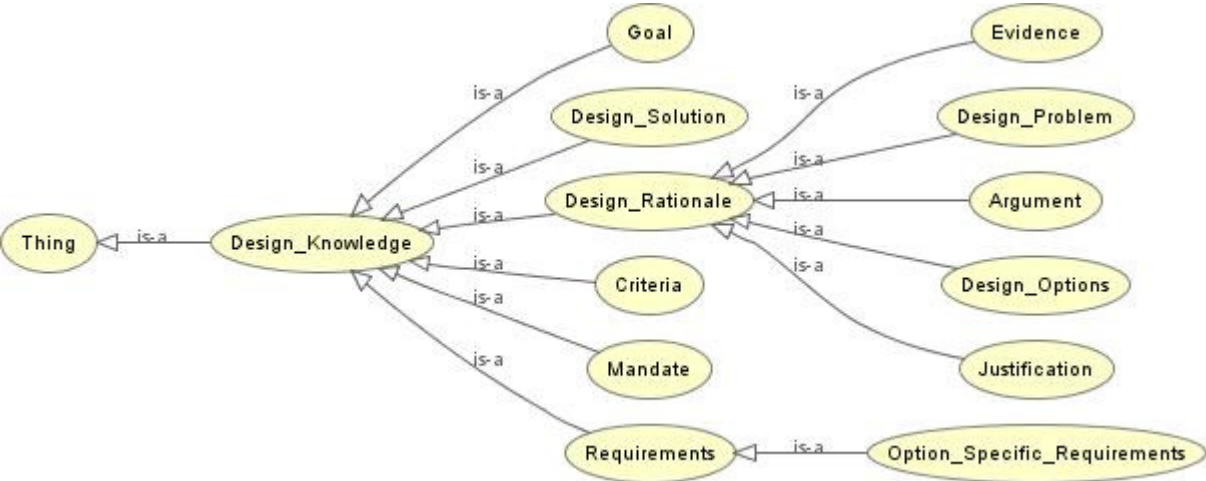 Goal
Evidence
is-a
is-a
Design_Solution
Design_Problem
is-a
is-a
Design_Rationale
is-a
Argument
is-a
Thing
is-a
Design_Knowledge
is-a
is-a
Criteria
is-a
Design_Options
is-a
Mandate
Justification
is-a
Requirements
is-a
Option_Specific_Requirements